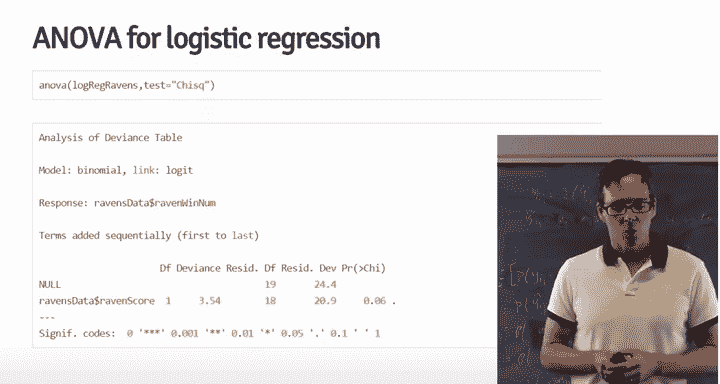 ANOVA for logistic regression
anova(logRegRavens,test="Chisq")
Analysis of Deviance Table
Model: binomial, link: logit
Response: ravensData$ravenWinNum
Terms added sequentially (first to last)
Df Deviance Resid. Df Resid. Dev Pr(>Chi)
NULL 19 24.4
ravensData$ravenScore 1 3.54 18 20.9 0.06 .
---
Signif. codes: 0 '***' 0.001 '**' 0.01 '*' 0.05 '.' 0.1 ' ' 1